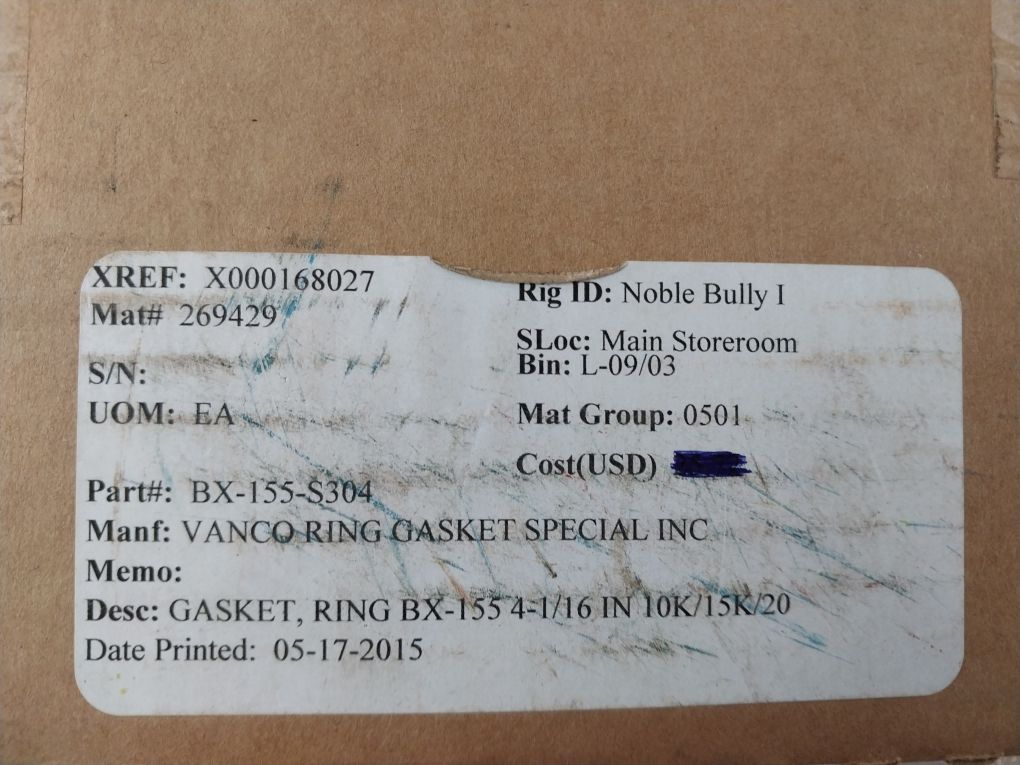 XREF: X000168027
Rig ID: Noble Bully I
Mat# 269429
SLoc: Main Storeroom
S/N:
Bin: L-09/03
UOM: EA
Mat Group: 0501
Cost(USD)
Part#: BX-155-S304
Manf: VANCO RING GASKET SPECIAL INC
Memo:
Desc: GASKET, RING BX-155 4-1/16 IN 10K/15K/20
Date Printed: 05-17-2015